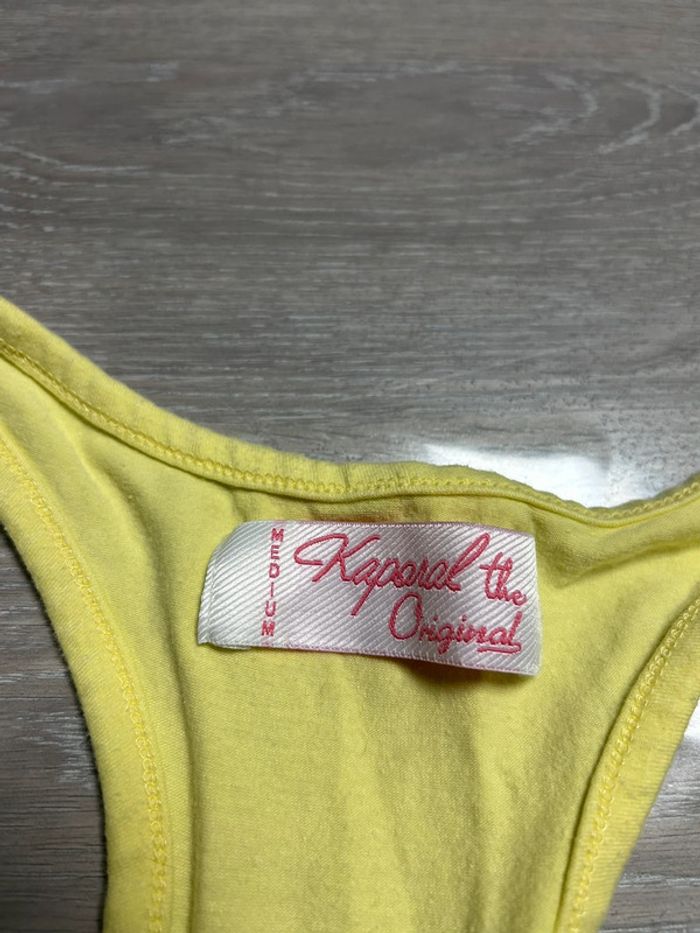 MEDIUM
Kaporal the
Original